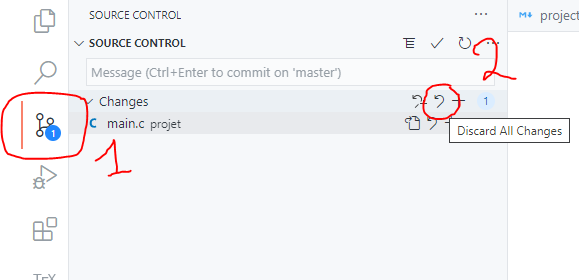 SOURCE CONTROL
project
SOURCE CONTROL
Message (Ctrl+Enter to commit on 'master')
2
Changes 1
1
C main.c projet
Discard All Changes
1